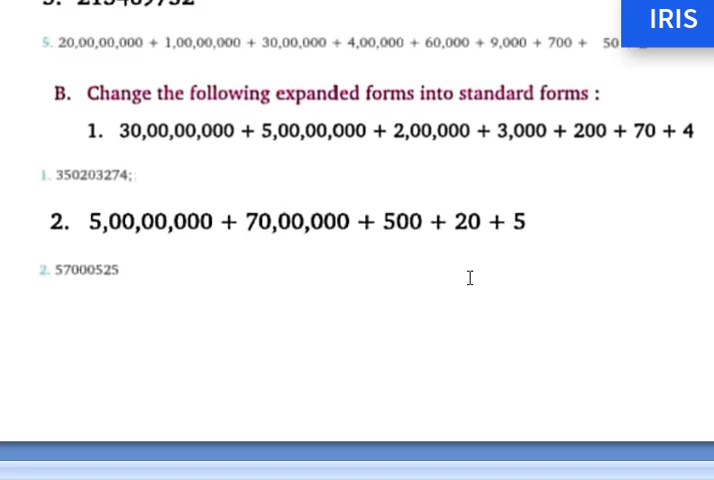 IRIS
5. 20,00,00,000 + 1,00,00,000 + 30,00,000 + 4,00,000 + 60,000 + 9,000 + 700 + 50
B. Change the following expanded forms into standard forms :
1. 30,00,00,000 + 5,00,00,000 + 2,00,000 + 3,000 + 200 + 70 + 4
1. 350203274;
2. 5,00,00,000 + 70,00,000 + 500 + 20 + 5
2. 57000525